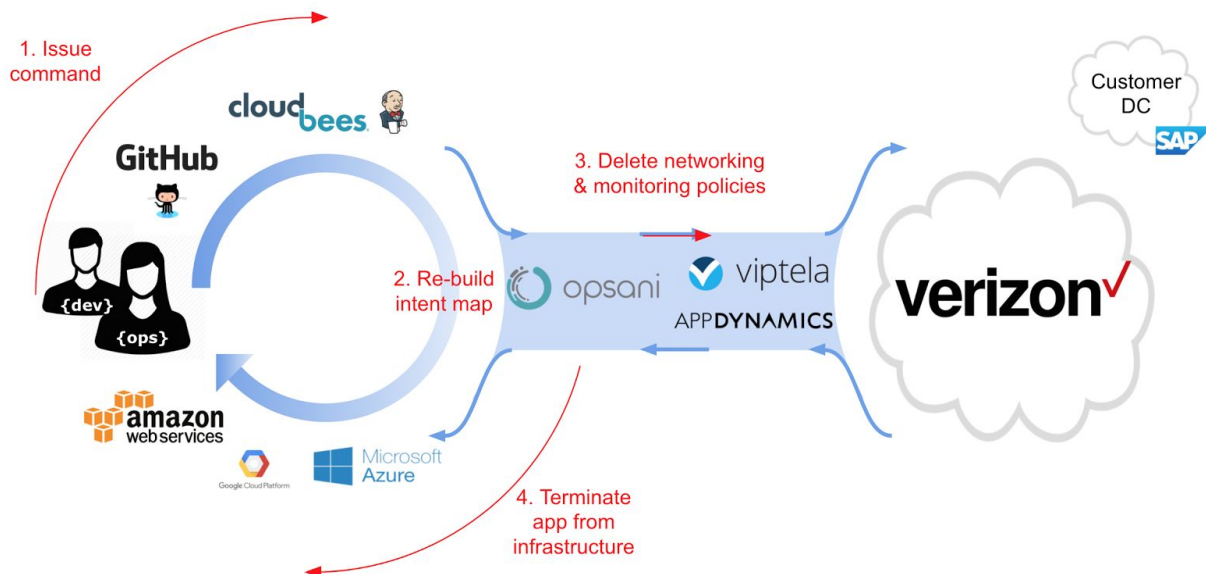 1. Issue
command
cloudbees
GitHub
{dev}
{ops}
amazon
web services
Google Cloud Platform
Microsoft
Azure
2. Re-build
intent map
3. Delete networking
& monitoring policies
opsani
viptela
APPDYNAMICS
4. Terminate
app from
infrastructure
Customer
DC
SAP
verizon✓